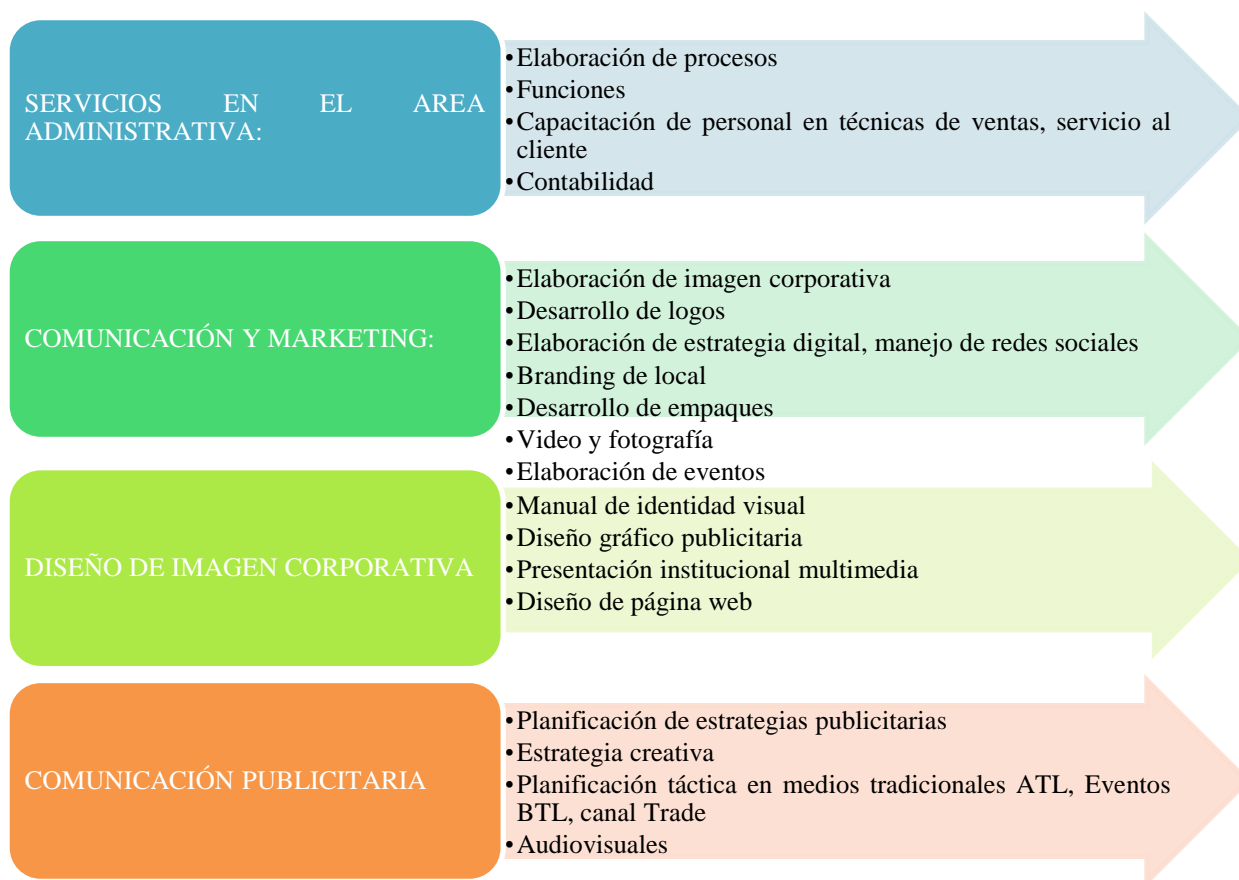 SERVICIOS EN EL AREA
ADMINISTRATIVA:
•Elaboración de procesos
•Funciones
•Capacitación de personal en técnicas de ventas, servicio al
cliente
•Contabilidad
COMUNICACIÓN Y MARKETING:
•Elaboración de imagen corporativa
•Desarrollo de logos
•Elaboración de estrategia digital, manejo de redes sociales
•Branding de local
•Desarrollo de empaques
•Video y fotografía
•Elaboración de eventos
DISEÑO DE IMAGEN CORPORATIVA
•Manual de identidad visual
•Diseño gráfico publicitaria
•Presentación institucional multimedia
•Diseño de página web
COMUNICACIÓN PUBLICITARIA
•Planificación de estrategias publicitarias
•Estrategia creativa
•Planificación táctica en medios tradicionales ATL, Eventos
BTL, canal Trade
•Audiovisuales